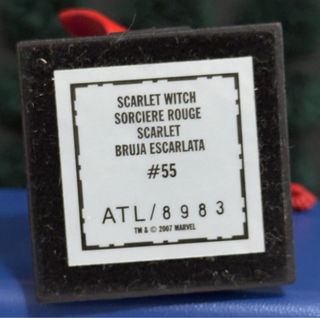 SCARLET WITCH
SORCIERE ROUGE
SCARLET
BRUJA ESCARLATA
#55
ATL/8983
TM & © 2007 MARVEL